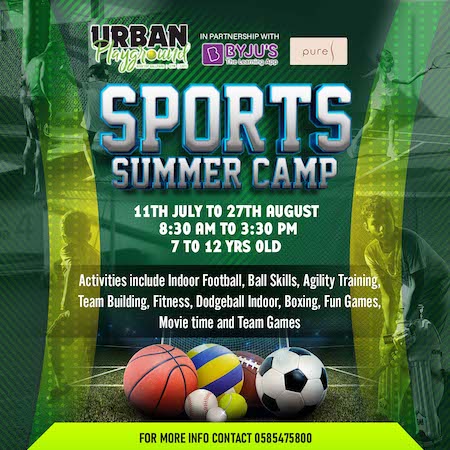 URBAN
Playground
IN PARTNERSHIP WITH
BYJU'S
The Learning App
pure
SPORTS
SUMMER CAMP
11TH JULY TO 27TH AUGUST
8:30 AM TO 3:30 PM
7 TO 12 YRS OLD
Activities include Indoor Football, Ball Skills, Agility Training,
Team Building, Fitness, Dodgeball Indoor, Boxing, Fun Games,
Movie time and Team Games
FOR MORE INFO CONTACT 0585475800